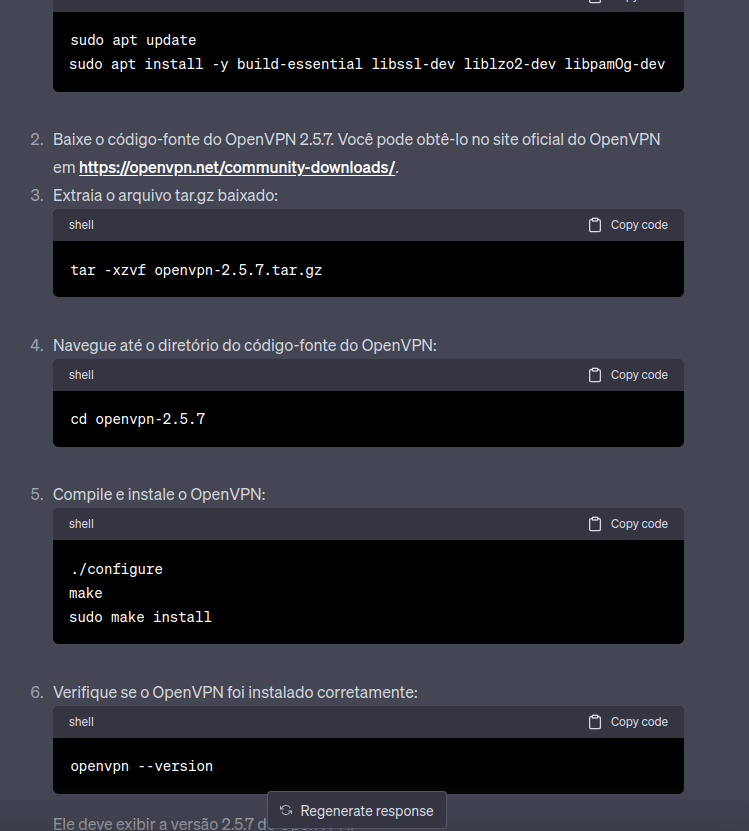 sudo apt update
sudo apt install -y build-essential libssl-dev liblzo2-dev libpam0g-dev
2. Baixe o código-fonte do OpenVPN 2.5.7. Você pode obtê-lo no site oficial do OpenVPN
em https://openvpn.net/community-downloads/.
3. Extraia o arquivo tar.gz baixado:
shell Copy code
tar -xzvf openvpn-2.5.7.tar.gz
4. Navegue até o diretório do código-fonte do OpenVPN:
shell Copy code
cd openvpn-2.5.7
5. Compile e instale o OpenVPN:
shell Copy code
./configure
make
sudo make install
6. Verifique se o OpenVPN foi instalado corretamente:
shell Copy code
openvpn --version
Regenerate response
Ele deve exibir a versão 2.5.7